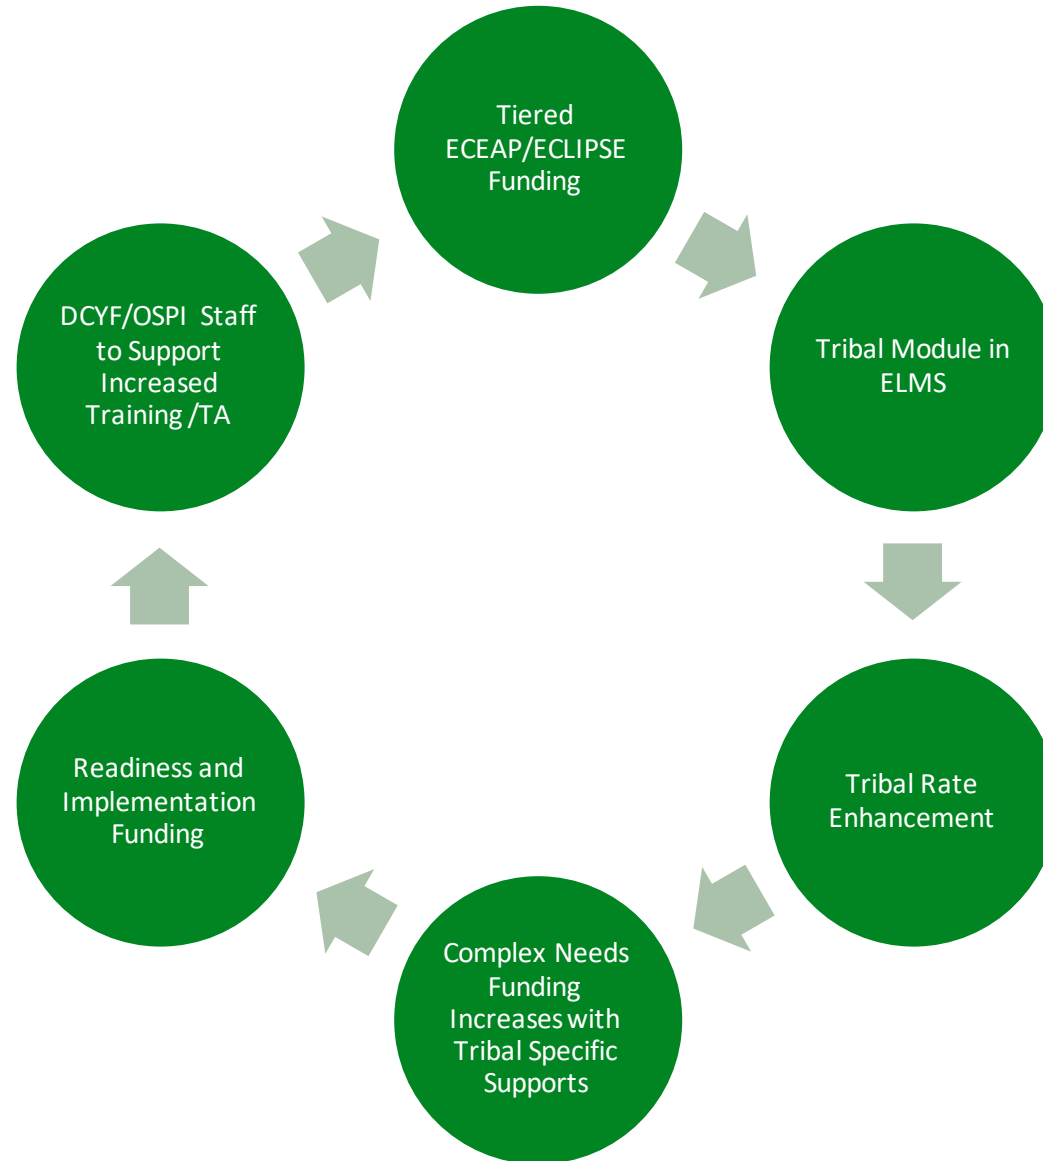 Tiered
ECEAP/ECLIPSE
Funding
Tribal Module in
ELMS
Tribal Rate
Enhancement
Complex Needs
Funding
Increases with
Tribal Specific
Supports
Readiness and
Implementation
Funding
DCYF/OSPI Staff
to Support
Increased
Training /TA